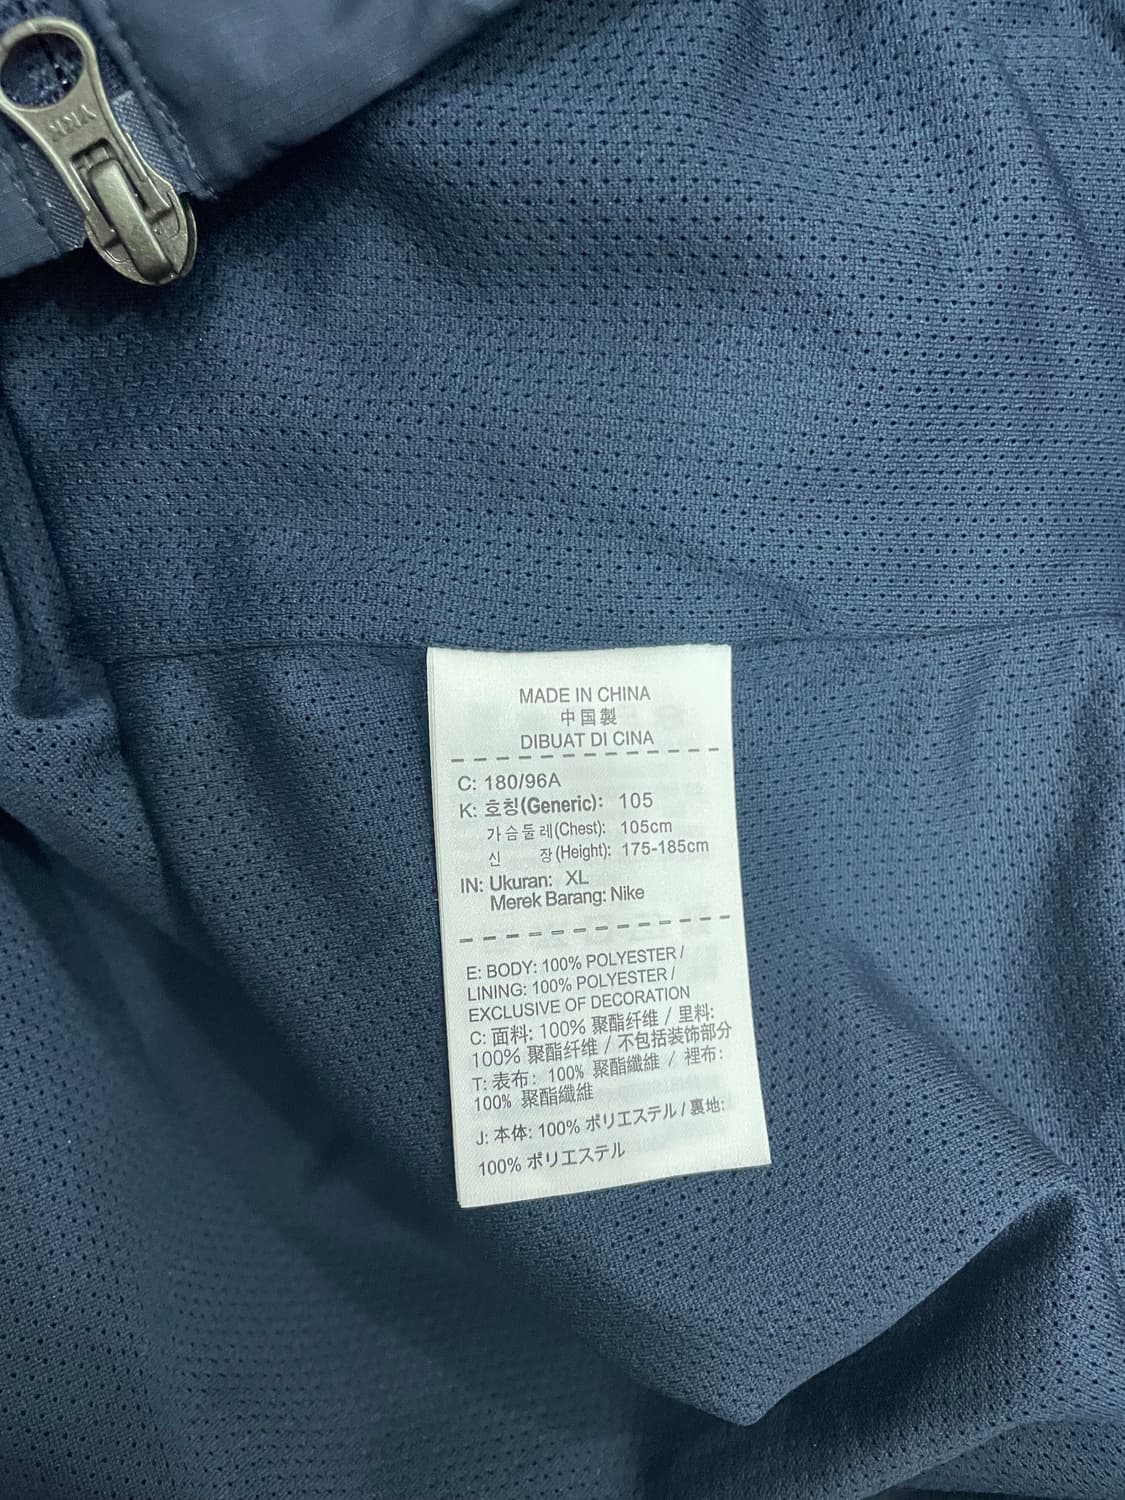 YKK
MADE IN CHINA
中国製
DIBUAT DI CINA
C: 180/96A
K: 호칭(Generic): 105
가슴둘레(Chest): 105cm
신 장(Height): 175-185cm
IN: Ukuran: XL
Merek Barang: Nike
E: BODY: 100% POLYESTER /
LINING: 100% POLYESTER /
EXCLUSIVE OF DECORATION
C: 面料: 100% 聚酯纤维 / 里料:
100% 聚酯纤维 / 不包括装饰部分
T: 表布: 100% 聚酯纖維 / 裡布:
100% 聚酯纖維
J: 本体: 100% ポリエステル / 裏地:
100% ポリエステル